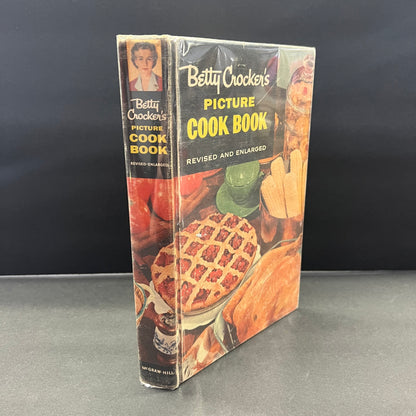 Betty
Crocker's
PICTURE
COOK
BOOK
REVISED • ENLARGED
McGRAW-HILL
Betty Crocker's
PICTURE
COOK BOOK
REVISED AND ENLARGED